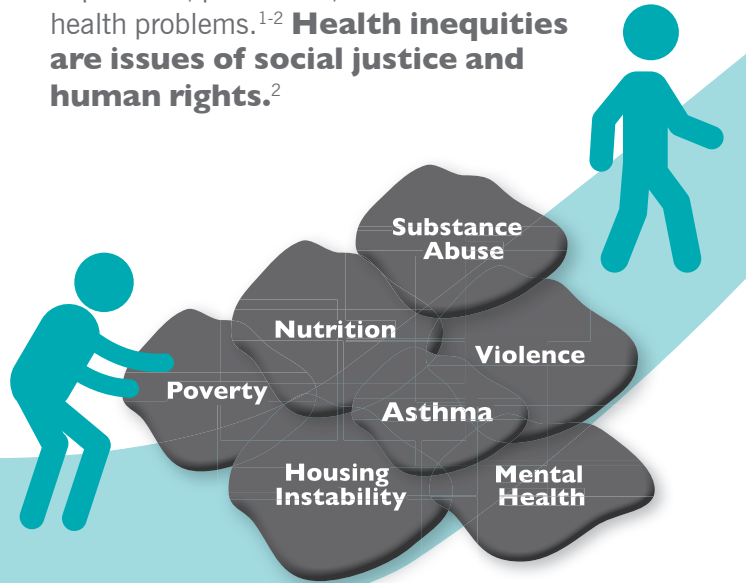 health problems.1-2 Health inequities
are issues of social justice and
human rights.2
Substance
Abuse
Nutrition
Violence
Poverty
Asthma
Housing
Instability
Mental
Health